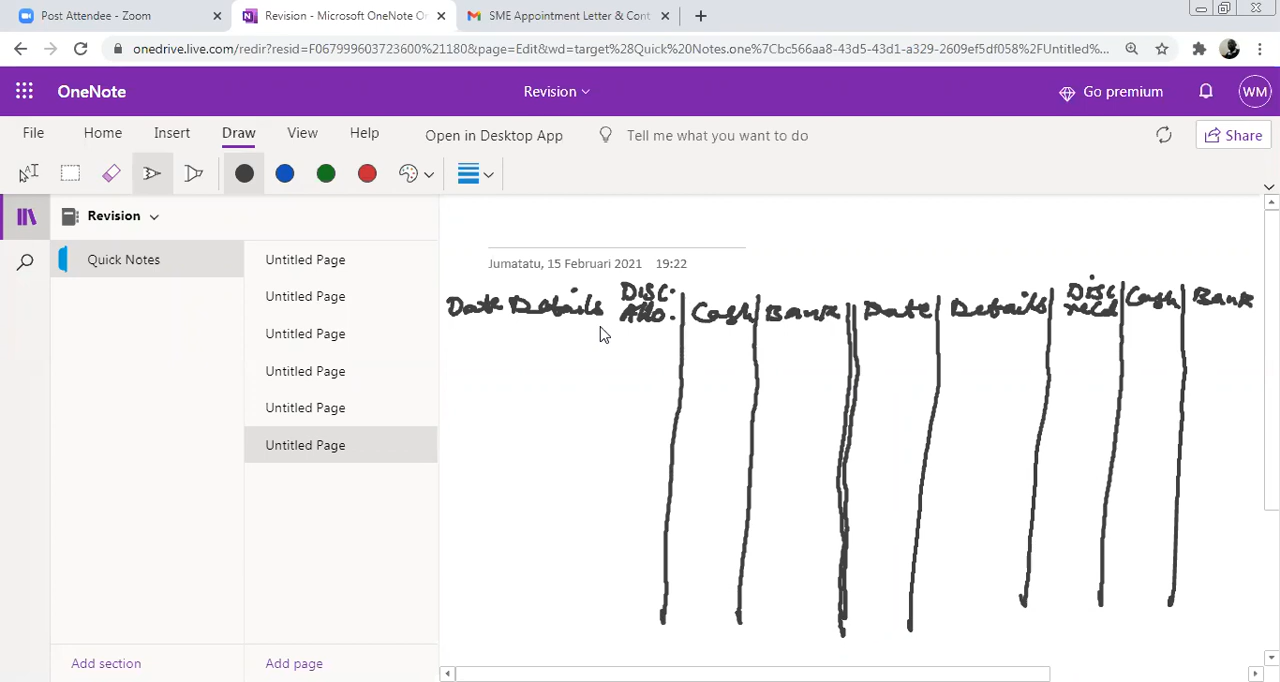 Post Attendee - Zoom
Revision - Microsoft OneNote On
SME Appointment Letter & Cont
onedrive.live.com/redir?resid=F0679996037236​00%21180&page=Edit&wd=target%28Quick%20Notes.one%7Cbc566aa8-43d5-43d1-a329-2609ef5df058%2FUntitled%...
OneNote
Revision
Go premium
WM
File
Home
Insert
Draw
View
Help
Open in Desktop App
Tell me what you want to do
Share
Revision
Quick Notes
Untitled Page
Untitled Page
Untitled Page
Untitled Page
Untitled Page
Untitled Page
Add section
Add page
Jumatatu, 15 Februari 2021 19:22
Date Details Disc. Allo. Cash Bank Date Details Disc recd Cash Bank